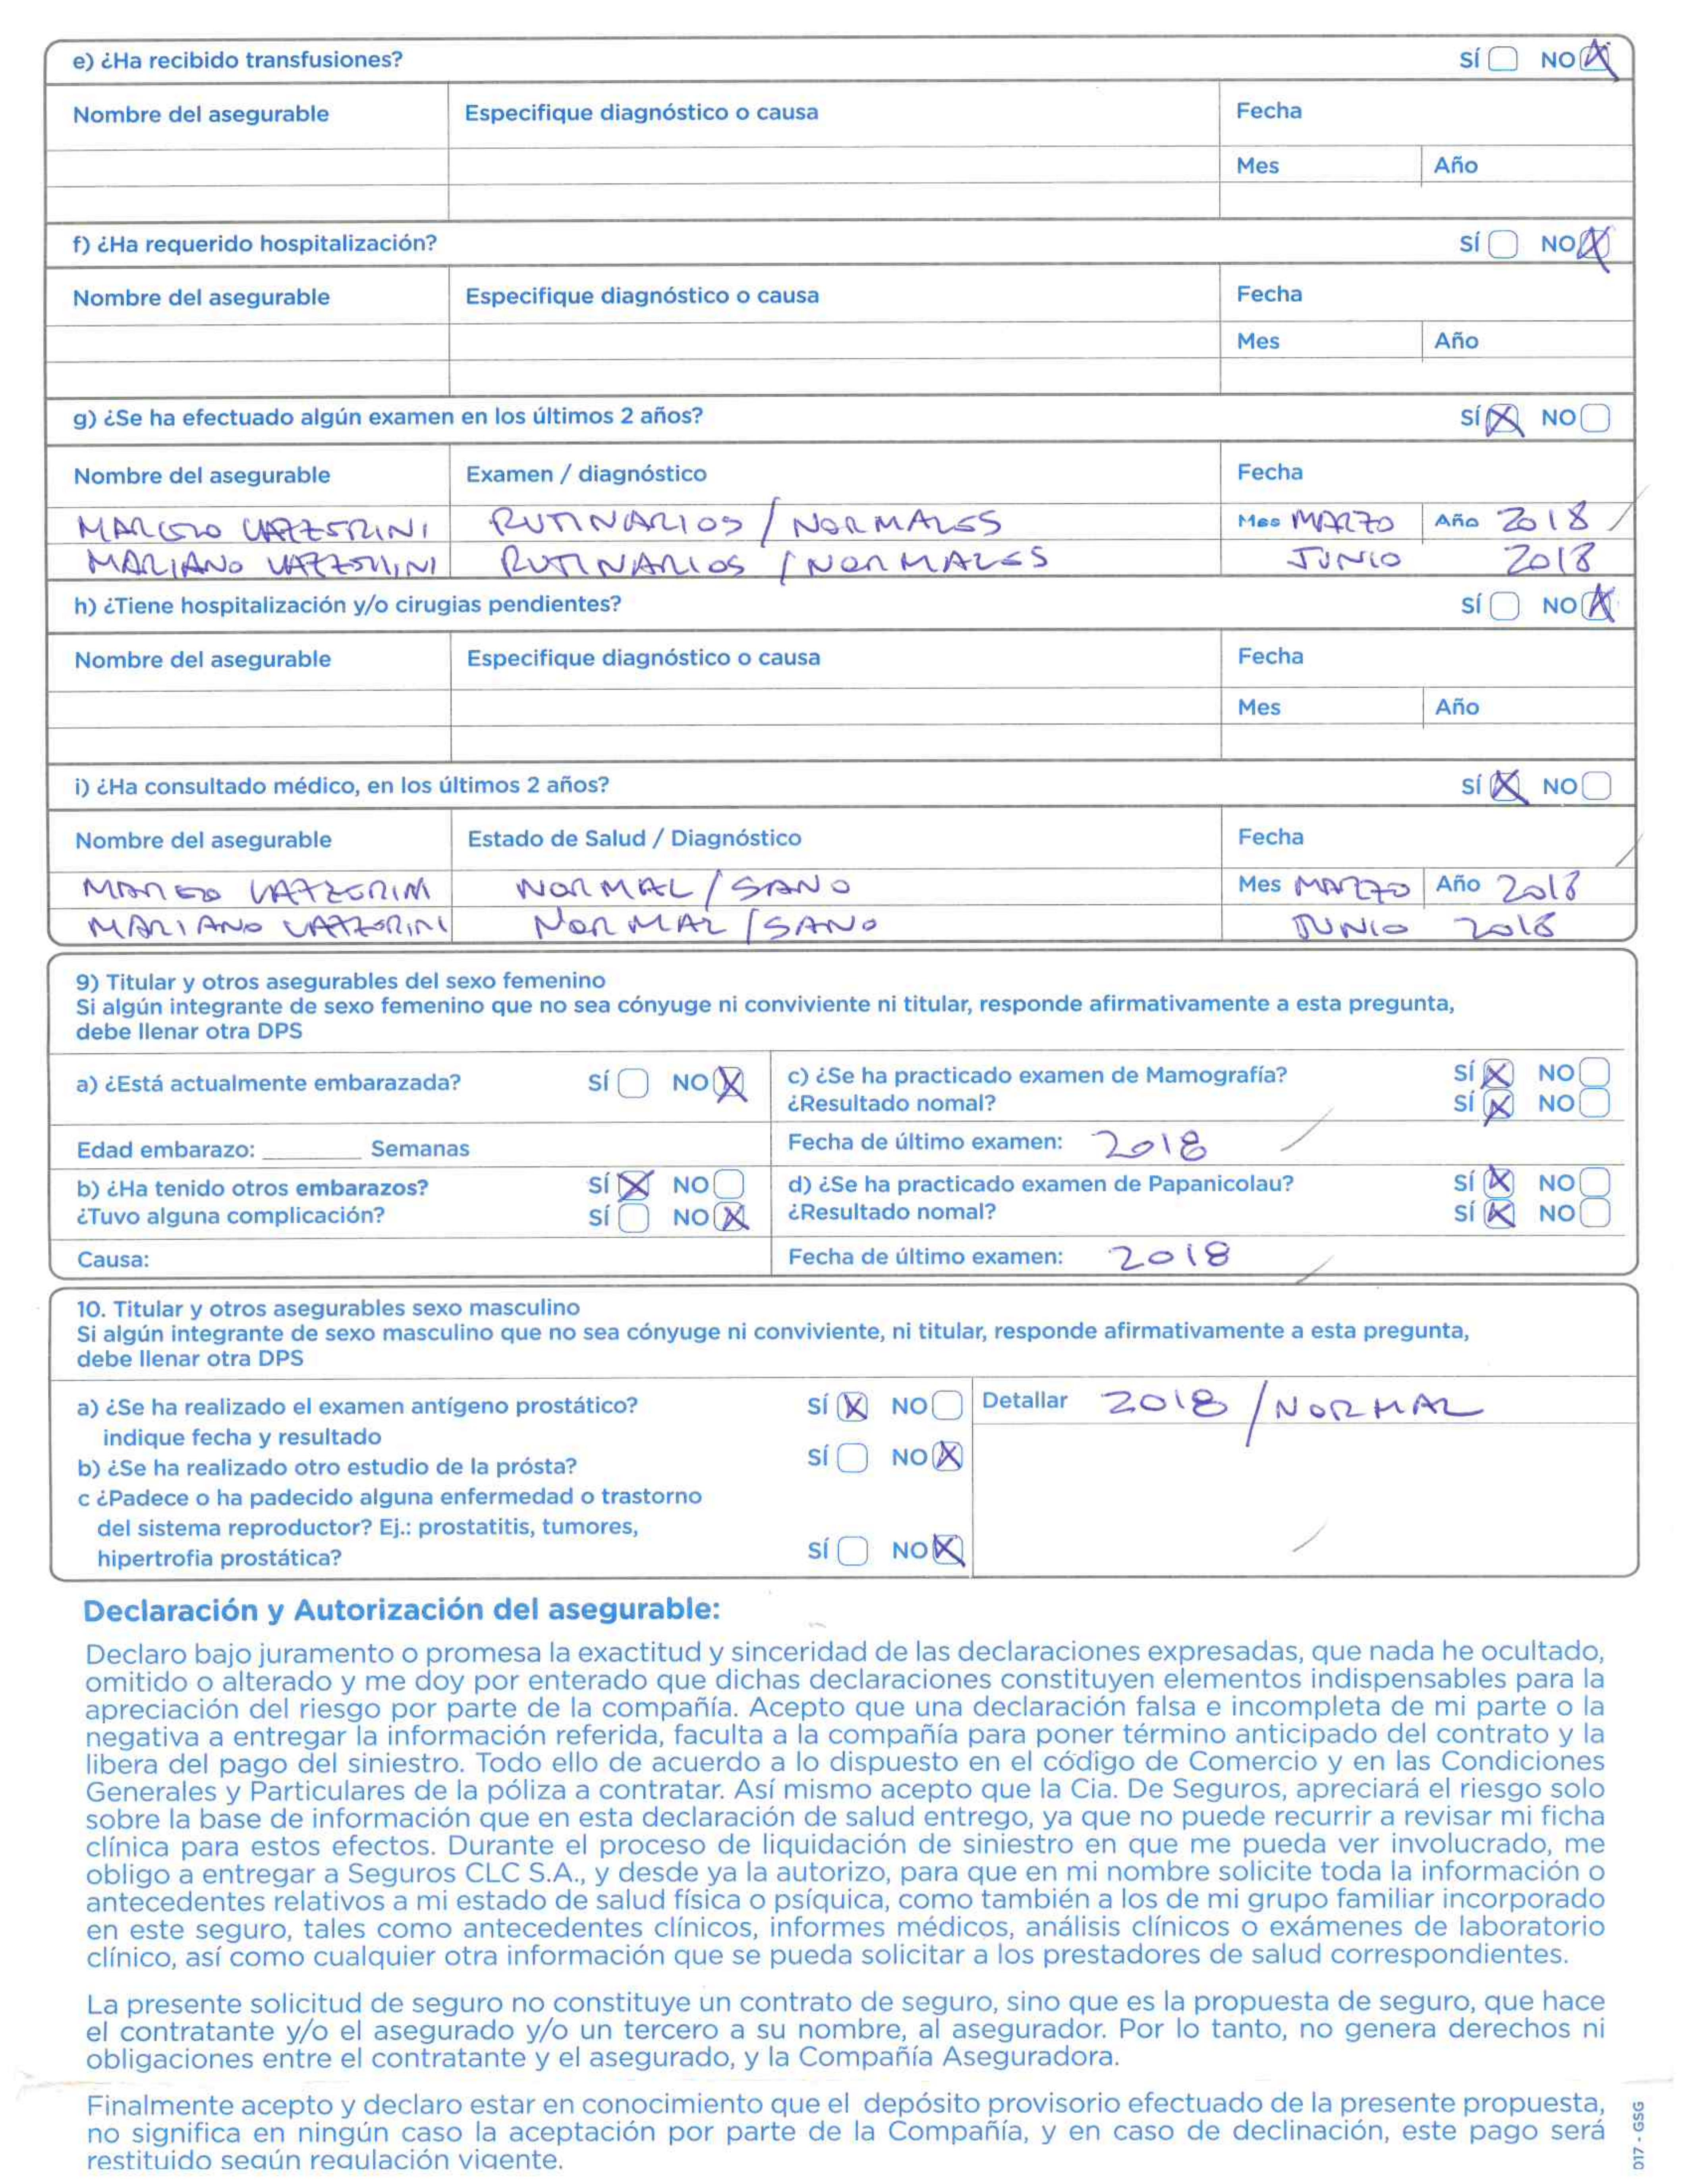 e) ¿Ha recibido transfusiones? SÍ NO
Nombre del asegurable Especifique diagnóstico o causa Fecha
Mes Año
f) ¿Ha requerido hospitalización? SÍ NO
Nombre del asegurable Especifique diagnóstico o causa Fecha
Mes Año
g) ¿Se ha efectuado algún examen en los últimos 2 años? SÍ NO
Nombre del asegurable Examen / diagnóstico Fecha
RUTINARIOS / NORMALES Mes MARZO Año 2018
MARIANO RUTINARIOS / NORMALES JUNIO 2018
h) ¿Tiene hospitalización y/o cirugias pendientes? SÍ NO
Nombre del asegurable Especifique diagnóstico o causa Fecha
Mes Año
i) ¿Ha consultado médico, en los últimos 2 años? SÍ NO
Nombre del asegurable Estado de Salud / Diagnóstico Fecha
NORMAL / SANO Mes MARZO Año 2018
MARIANO NORMAL / SANO JUNIO 2018
9) Titular y otros asegurables del sexo femenino
Si algún integrante de sexo femenino que no sea cónyuge ni conviviente ni titular, responde afirmativamente a esta pregunta,
debe llenar otra DPS
a) ¿Está actualmente embarazada? SÍ NO
c) ¿Se ha practicado examen de Mamografía? SÍ NO
¿Resultado nomal? SÍ NO
Edad embarazo: ________ Semanas
Fecha de último examen: 2018
b) ¿Ha tenido otros embarazos? SÍ NO
¿Tuvo alguna complicación? SÍ NO
d) ¿Se ha practicado examen de Papanicolau? SÍ NO
¿Resultado nomal? SÍ NO
Causa:
Fecha de último examen: 2018
10. Titular y otros asegurables sexo masculino
Si algún integrante de sexo masculino que no sea cónyuge ni conviviente, ni titular, responde afirmativamente a esta pregunta,
debe llenar otra DPS
a) ¿Se ha realizado el examen antígeno prostático? SÍ NO Detallar 2018 / NORMAL
indique fecha y resultado
b) ¿Se ha realizado otro estudio de la prósta? SÍ NO
c ¿Padece o ha padecido alguna enfermedad o trastorno
del sistema reproductor? Ej.: prostatitis, tumores,
hipertrofia prostática? SÍ NO
Declaración y Autorización del asegurable:
Declaro bajo juramento o promesa la exactitud y sinceridad de las declaraciones expresadas, que nada he ocultado,
omitido o alterado y me doy por enterado que dichas declaraciones constituyen elementos indispensables para la
apreciación del riesgo por parte de la compañía. Acepto que una declaración falsa e incompleta de mi parte o la
negativa a entregar la información referida, faculta a la compañía para poner término anticipado del contrato y la
libera del pago del siniestro. Todo ello de acuerdo a lo dispuesto en el código de Comercio y en las Condiciones
Generales y Particulares de la póliza a contratar. Así mismo acepto que la Cia. De Seguros, apreciará el riesgo solo
sobre la base de información que en esta declaración de salud entrego, ya que no puede recurrir a revisar mi ficha
clínica para estos efectos. Durante el proceso de liquidación de siniestro en que me pueda ver involucrado, me
obligo a entregar a Seguros CLC S.A., y desde ya la autorizo, para que en mi nombre solicite toda la información o
antecedentes relativos a mi estado de salud física o psíquica, como también a los de mi grupo familiar incorporado
en este seguro, tales como antecedentes clínicos, informes médicos, análisis clínicos o exámenes de laboratorio
clínico, así como cualquier otra información que se pueda solicitar a los prestadores de salud correspondientes.
La presente solicitud de seguro no constituye un contrato de seguro, sino que es la propuesta de seguro, que hace
el contratante y/o el asegurado y/o un tercero a su nombre, al asegurador. Por lo tanto, no genera derechos ni
obligaciones entre el contratante y el asegurado, y la Compañía Aseguradora.
Finalmente acepto y declaro estar en conocimiento que el depósito provisorio efectuado de la presente propuesta,
no significa en ningún caso la aceptación por parte de la Compañía, y en caso de declinación, este pago será
restituido según regulación vigente.
017 - GSG